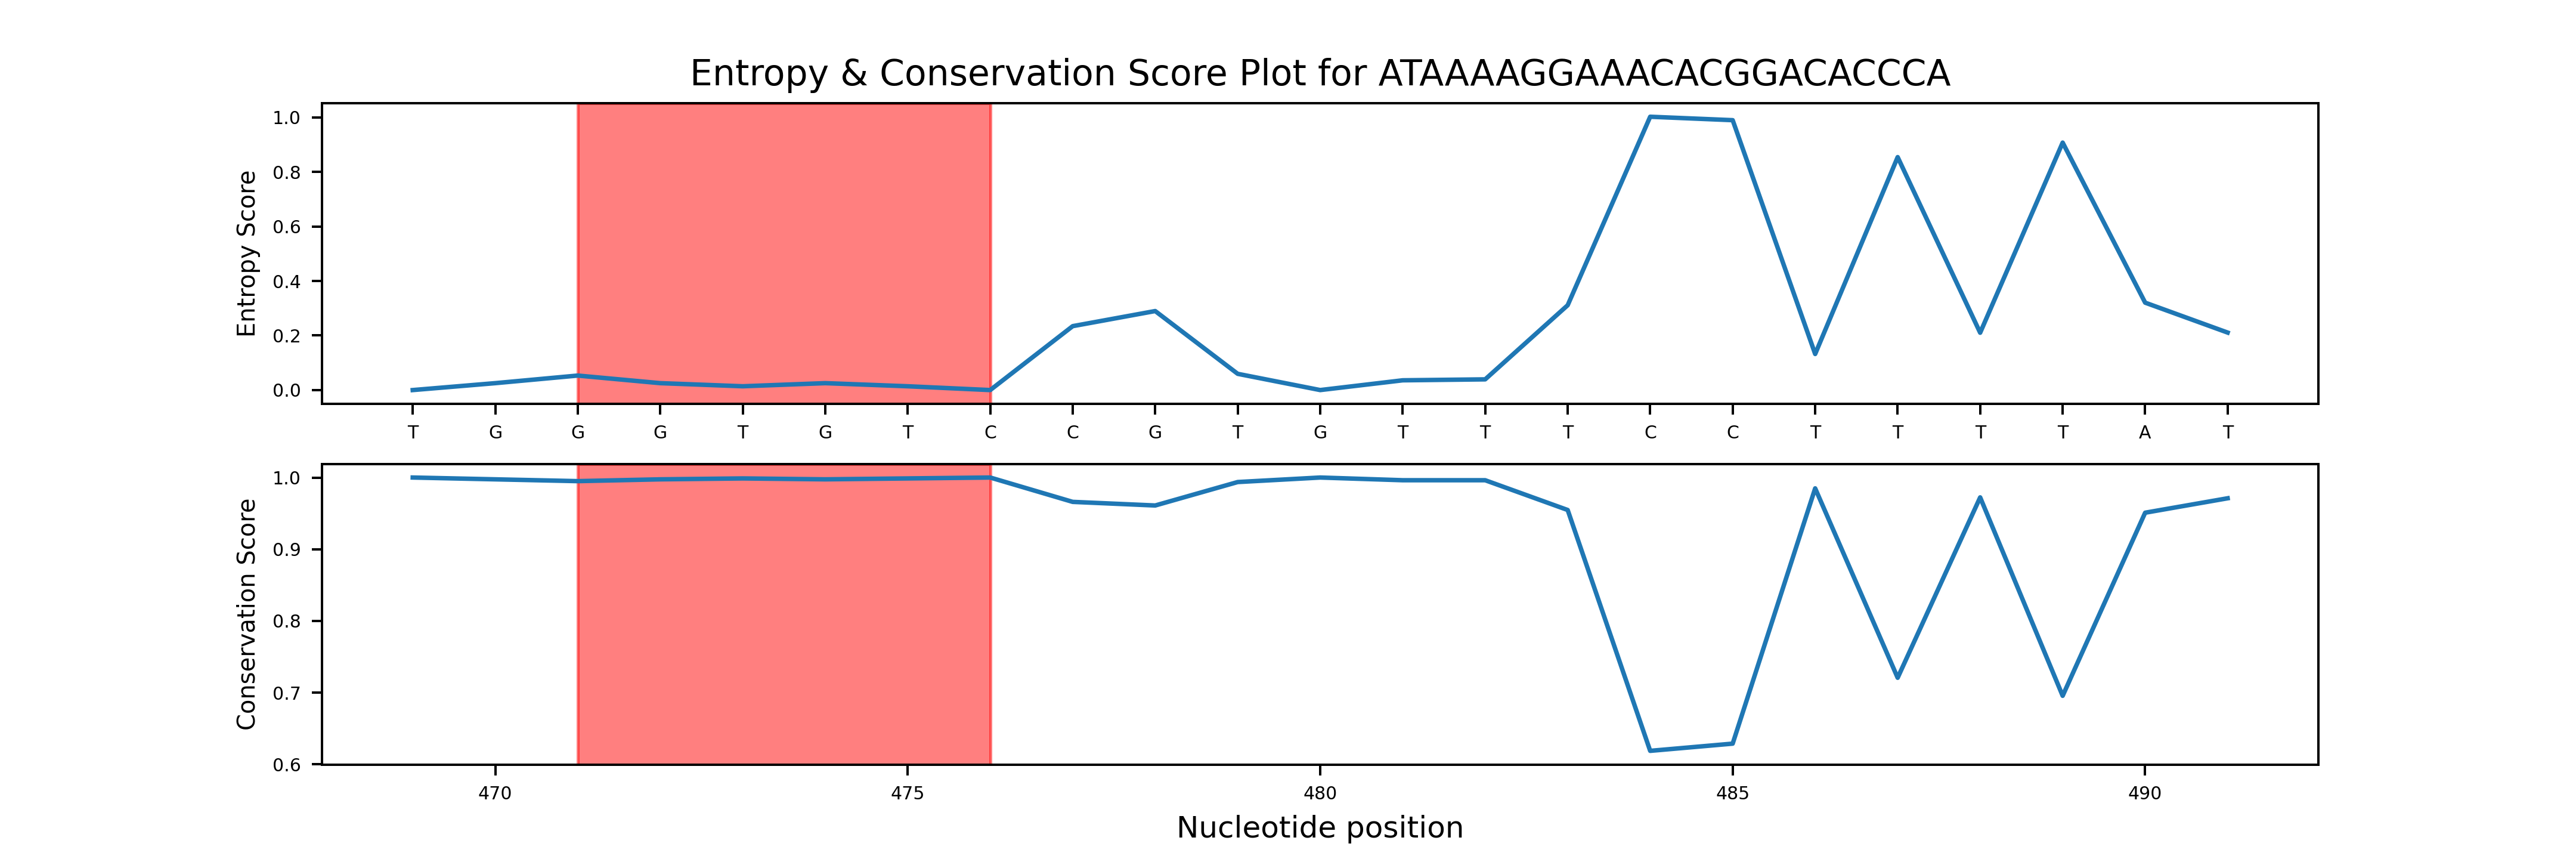 Entropy & Conservation Score Plot for ATAAAAGGAAACACGGACACCCA
Entropy Score
1.0
0.8
0.6
0.4
0.2
0.0
T G G G T G T C C G T G T T T C C T T T T A T
Conservation Score
1.0
0.9
0.8
0.7
0.6
470 475 480 485 490
Nucleotide position